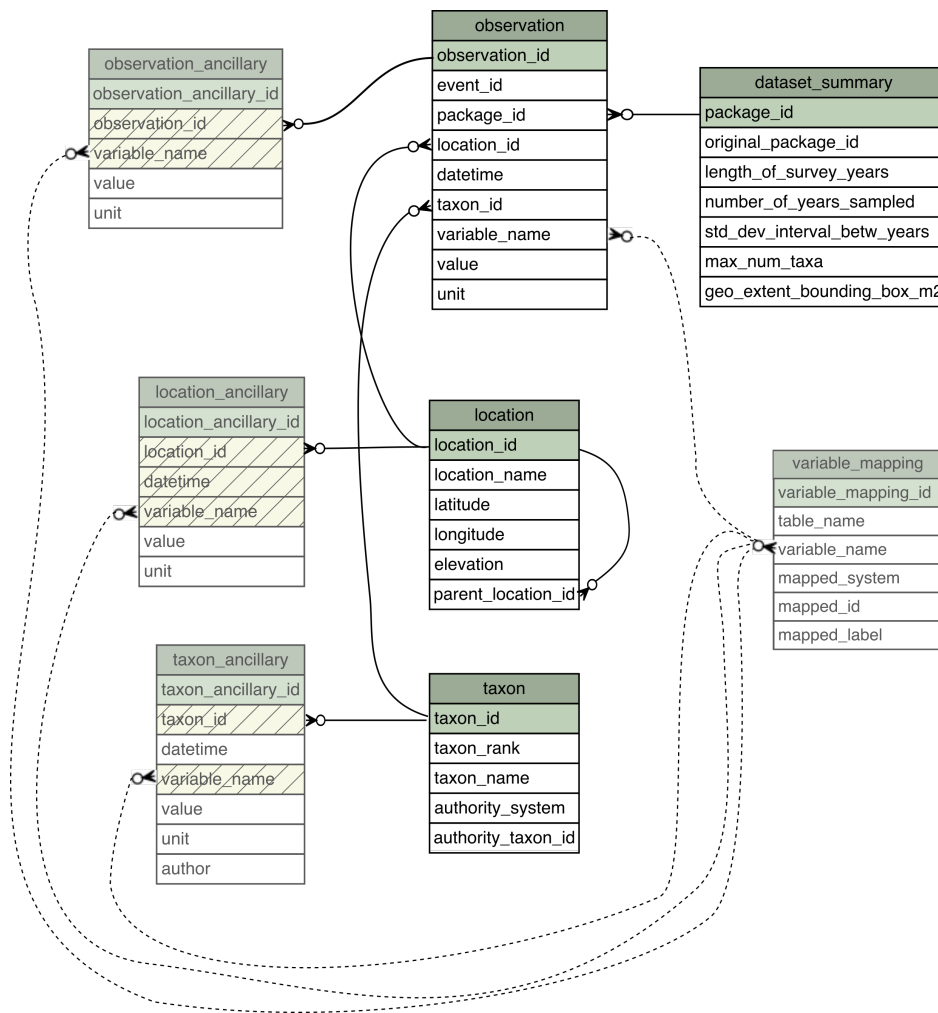 observation
observation_id
event_id
package_id
location_id
datetime
taxon_id
variable_name
value
unit
observation_ancillary
observation_ancillary_id
observation_id
variable_name
value
unit
dataset_summary
package_id
original_package_id
length_of_survey_years
number_of_years_sampled
std_dev_interval_betw_years
max_num_taxa
geo_extent_bounding_box_m2
location_ancillary
location_ancillary_id
location_id
datetime
variable_name
value
unit
location
location_id
location_name
latitude
longitude
elevation
parent_location_id
variable_mapping
variable_mapping_id
table_name
variable_name
mapped_system
mapped_id
mapped_label
taxon_ancillary
taxon_ancillary_id
taxon_id
datetime
variable_name
value
unit
author
taxon
taxon_id
taxon_rank
taxon_name
authority_system
authority_taxon_id